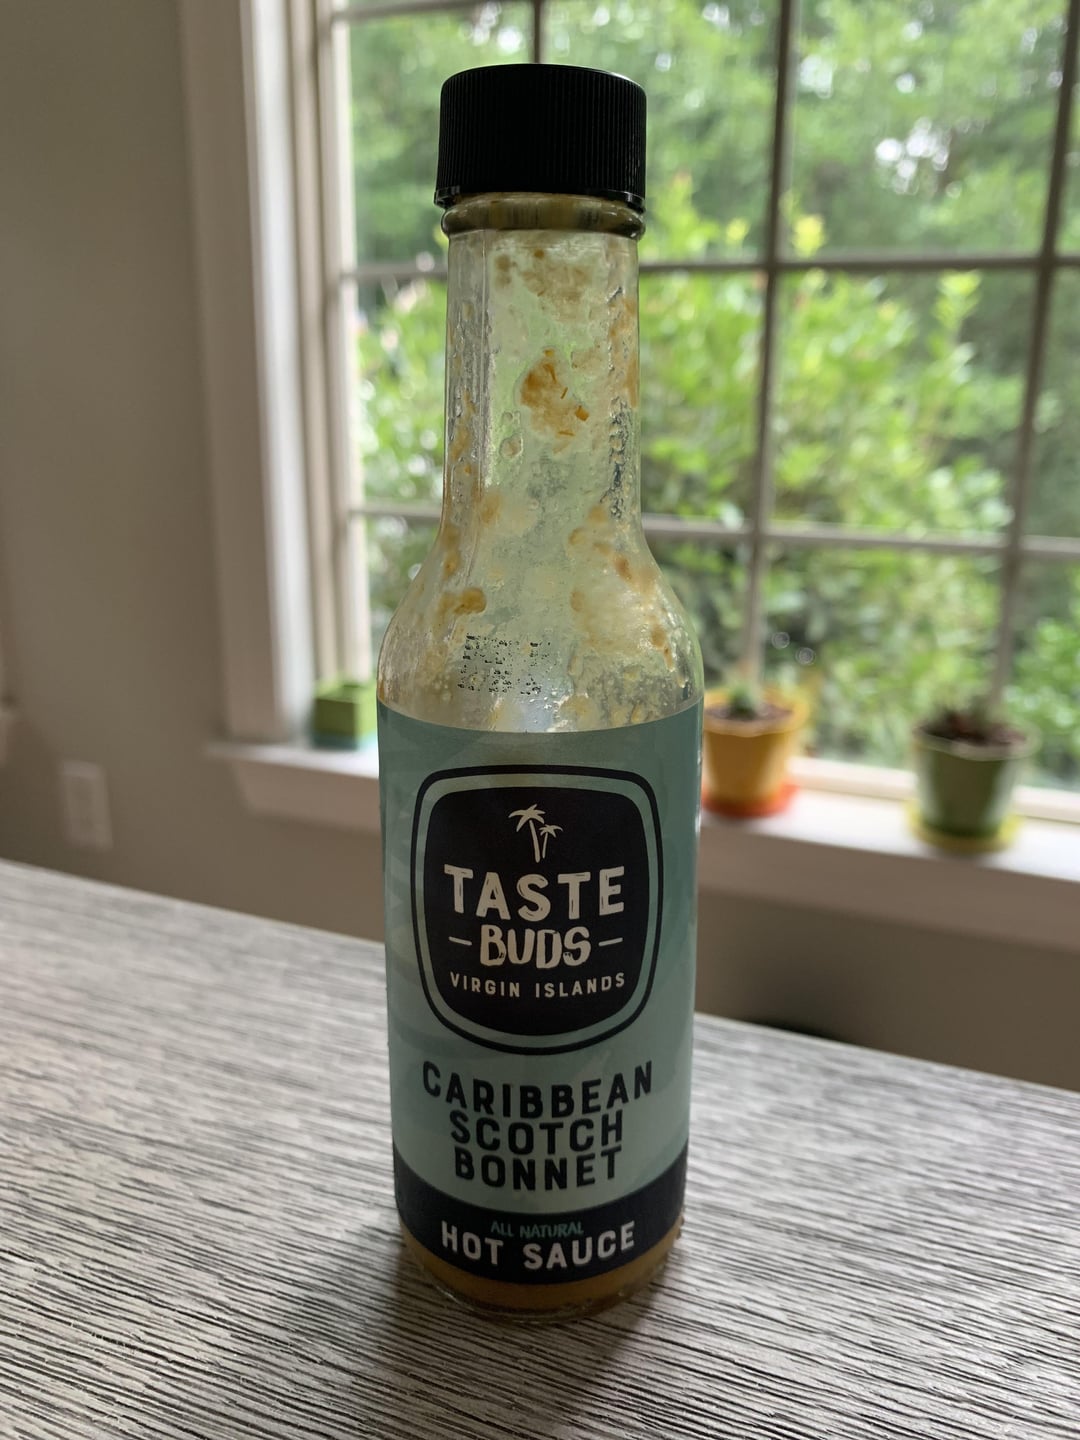 TASTE
BUDS
VIRGIN ISLANDS
CARIBBEAN
SCOTCH
BONNET
ALL NATURAL
HOT SAUCE